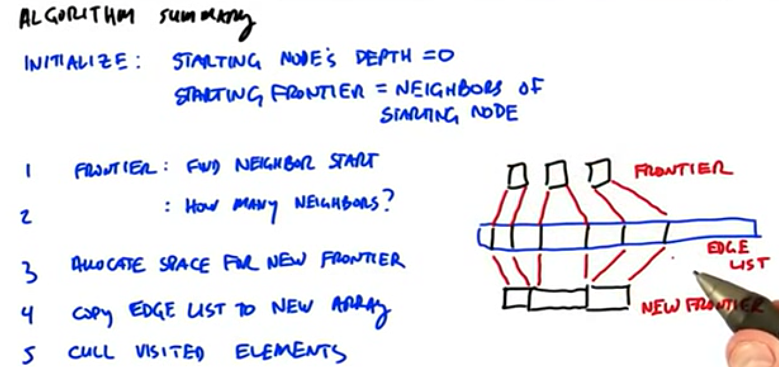 ALGORITHM SUMMARY
INITIALIZE: STARTING NODE'S DEPTH = 0
STARTING FRONTIER = NEIGHBORS OF
STARTING NODE
1 FRONTIER: FIND NEIGHBOR START
2 : HOW MANY NEIGHBORS?
3 ALLOCATE SPACE FOR NEW FRONTIER
4 COPY EDGE LIST TO NEW ARRAY
5 CULL VISITED ELEMENTS
FRONTIER
EDGE
LIST
NEW FRONTIER